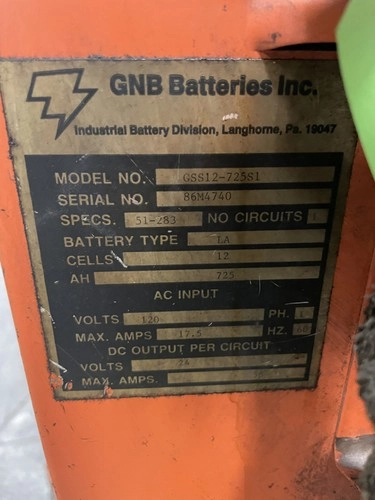 GNB Batteries Inc.
Industrial Battery Division, Langhorne, Pa. 19047
MODEL NO. GSS12-725S1
SERIAL NO. 86M4740
SPECS. 51-283 NO CIRCUITS
BATTERY TYPE LA
CELLS 12
AH 725
AC INPUT
VOLTS 120 PH.
MAX. AMPS 17.5 HZ.
DC OUTPUT PER CIRCUIT
VOLTS 24
MAX. AMPS.